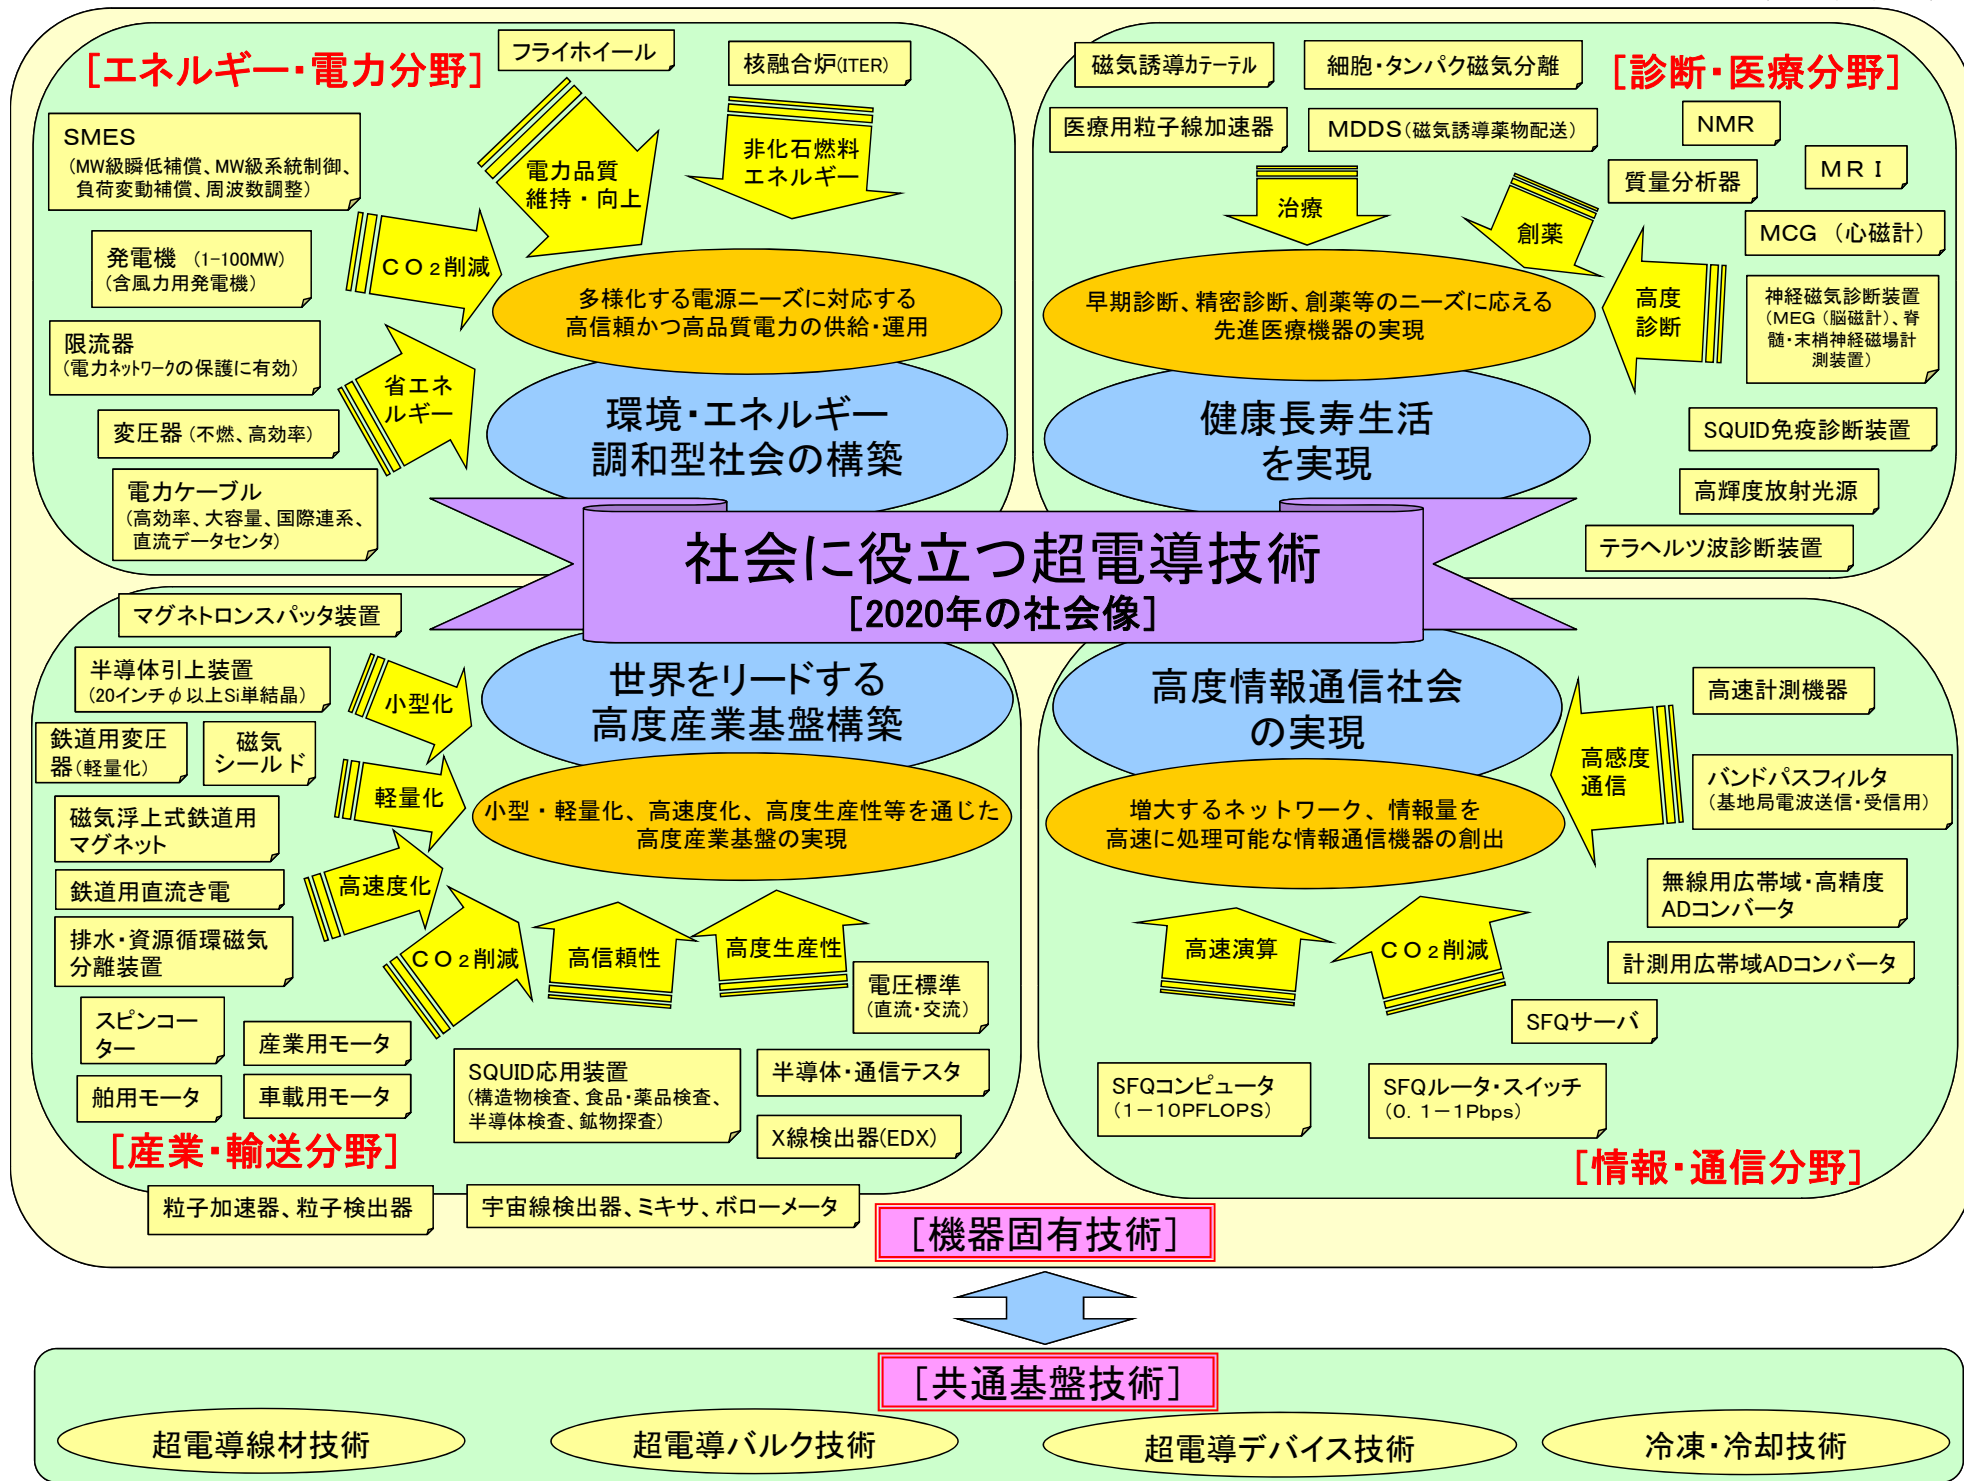 [エネルギー・電力分野]
フライホイール
核融合炉(ITER)
SMES
(MW級瞬低補償、MW級系統制御、
負荷変動補償、周波数調整)
電力品質
維持・向上
非化石燃料
エネルギー
発電機 (1-100MW)
(含風力用発電機)
CO2削減
限流器
(電力ネットワークの保護に有効)
省エネ
ルギー
変圧器(不燃、高効率)
電力ケーブル
(高効率、大容量、国際連系、
直流データセンタ)
多様化する電源ニーズに対応する
高信頼かつ高品質電力の供給・運用
環境・エネルギー
調和型社会の構築
[診断・医療分野]
磁気誘導カテーテル
細胞・タンパク磁気分離
医療用粒子線加速器
MDDS(磁気誘導薬物配送)
NMR
MRI
質量分析器
治療
創薬
MCG (心磁計)
高度
診断
神経磁気診断装置
(MEG(脳磁計)、脊
髄・末梢神経磁場計
測装置)
早期診断、精密診断、創薬等のニーズに応える
先進医療機器の実現
健康長寿生活
を実現
SQUID免疫診断装置
高輝度放射光源
テラヘルツ波診断装置
社会に役立つ超電導技術
[2020年の社会像]
マグネトロンスパッタ装置
半導体引上装置
(20インチφ以上Si単結晶)
小型化
鉄道用変圧
器(軽量化)
磁気
シールド
軽量化
磁気浮上式鉄道用
マグネット
鉄道用直流き電
高速度化
排水・資源循環磁気
分離装置
CO2削減
高信頼性
高度生産性
世界をリードする
高度産業基盤構築
小型・軽量化、高速度化、高度生産性等を通じた
高度産業基盤の実現
電圧標準
(直流・交流)
スピンコー
ター
産業用モータ
舶用モータ
車載用モータ
SQUID応用装置
(構造物検査、食品・薬品検査、
半導体検査、鉱物探査)
半導体・通信テスタ
X線検出器(EDX)
[産業・輸送分野]
粒子加速器、粒子検出器
宇宙線検出器、ミキサ、ボローメータ
高度情報通信社会
の実現
増大するネットワーク、情報量を
高速に処理可能な情報通信機器の創出
高速計測機器
高感度
通信
バンドパスフィルタ
(基地局電波送信・受信用)
無線用広帯域・高精度
ADコンバータ
計測用広帯域ADコンバータ
高速演算
CO2削減
SFQサーバ
SFQコンピュータ
(1-10PFLOPS)
SFQルータ・スイッチ
(0. 1-1Pbps)
[情報・通信分野]
[機器固有技術]
[共通基盤技術]
超電導線材技術
超電導バルク技術
超電導デバイス技術
冷凍・冷却技術